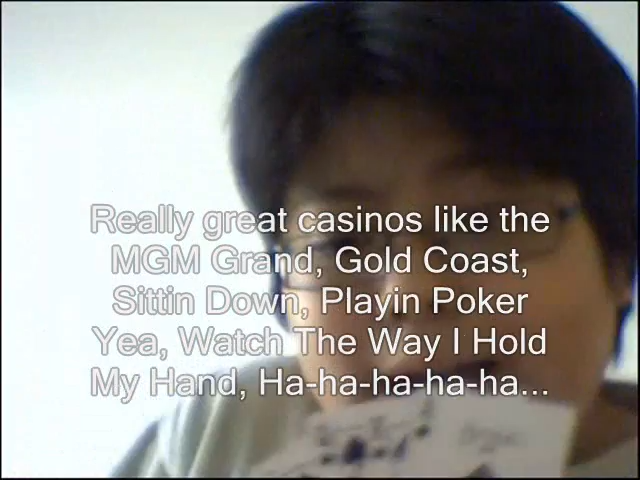 Really great casinos like the
MGM Grand, Gold Coast,
Sittin Down, Playin Poker
Yea, Watch The Way I Hold
My Hand, Ha-ha-ha-ha-ha...